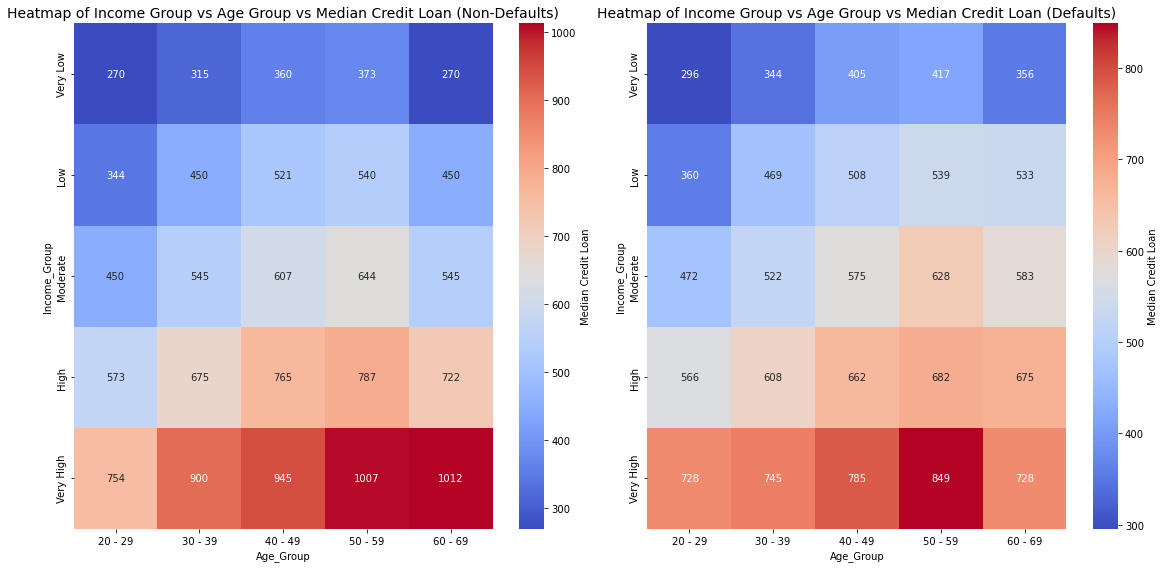 Heatmap of Income Group vs Age Group vs Median Credit Loan (Non-Defaults)
Very Low
270 315 360 373 270
Low
344 450 521 540 450
Income_Group
Moderate
450 545 607 644 545
High
573 675 765 787 722
Very High
754 900 945 1007 1012
20 - 29 30 - 39 40 - 49 50 - 59 60 - 69
Age_Group
1000
900
800
700
600
500
400
300
Median Credit Loan
Heatmap of Income Group vs Age Group vs Median Credit Loan (Defaults)
Very Low
296 344 405 417 356
Low
360 469 508 539 533
Income_Group
Moderate
472 522 575 628 583
High
566 608 662 682 675
Very High
728 745 785 849 728
20 - 29 30 - 39 40 - 49 50 - 59 60 - 69
Age_Group
800
700
600
500
400
300
Median Credit Loan